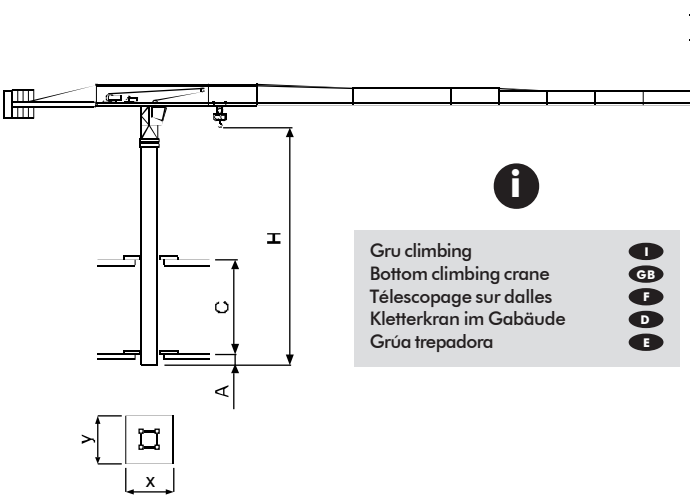 i
H
Gru climbing I
Bottom climbing crane GB
Télescopage sur dalles F
Kletterkran im Gabäude D
Grúa trepadora E
C
A
y
x